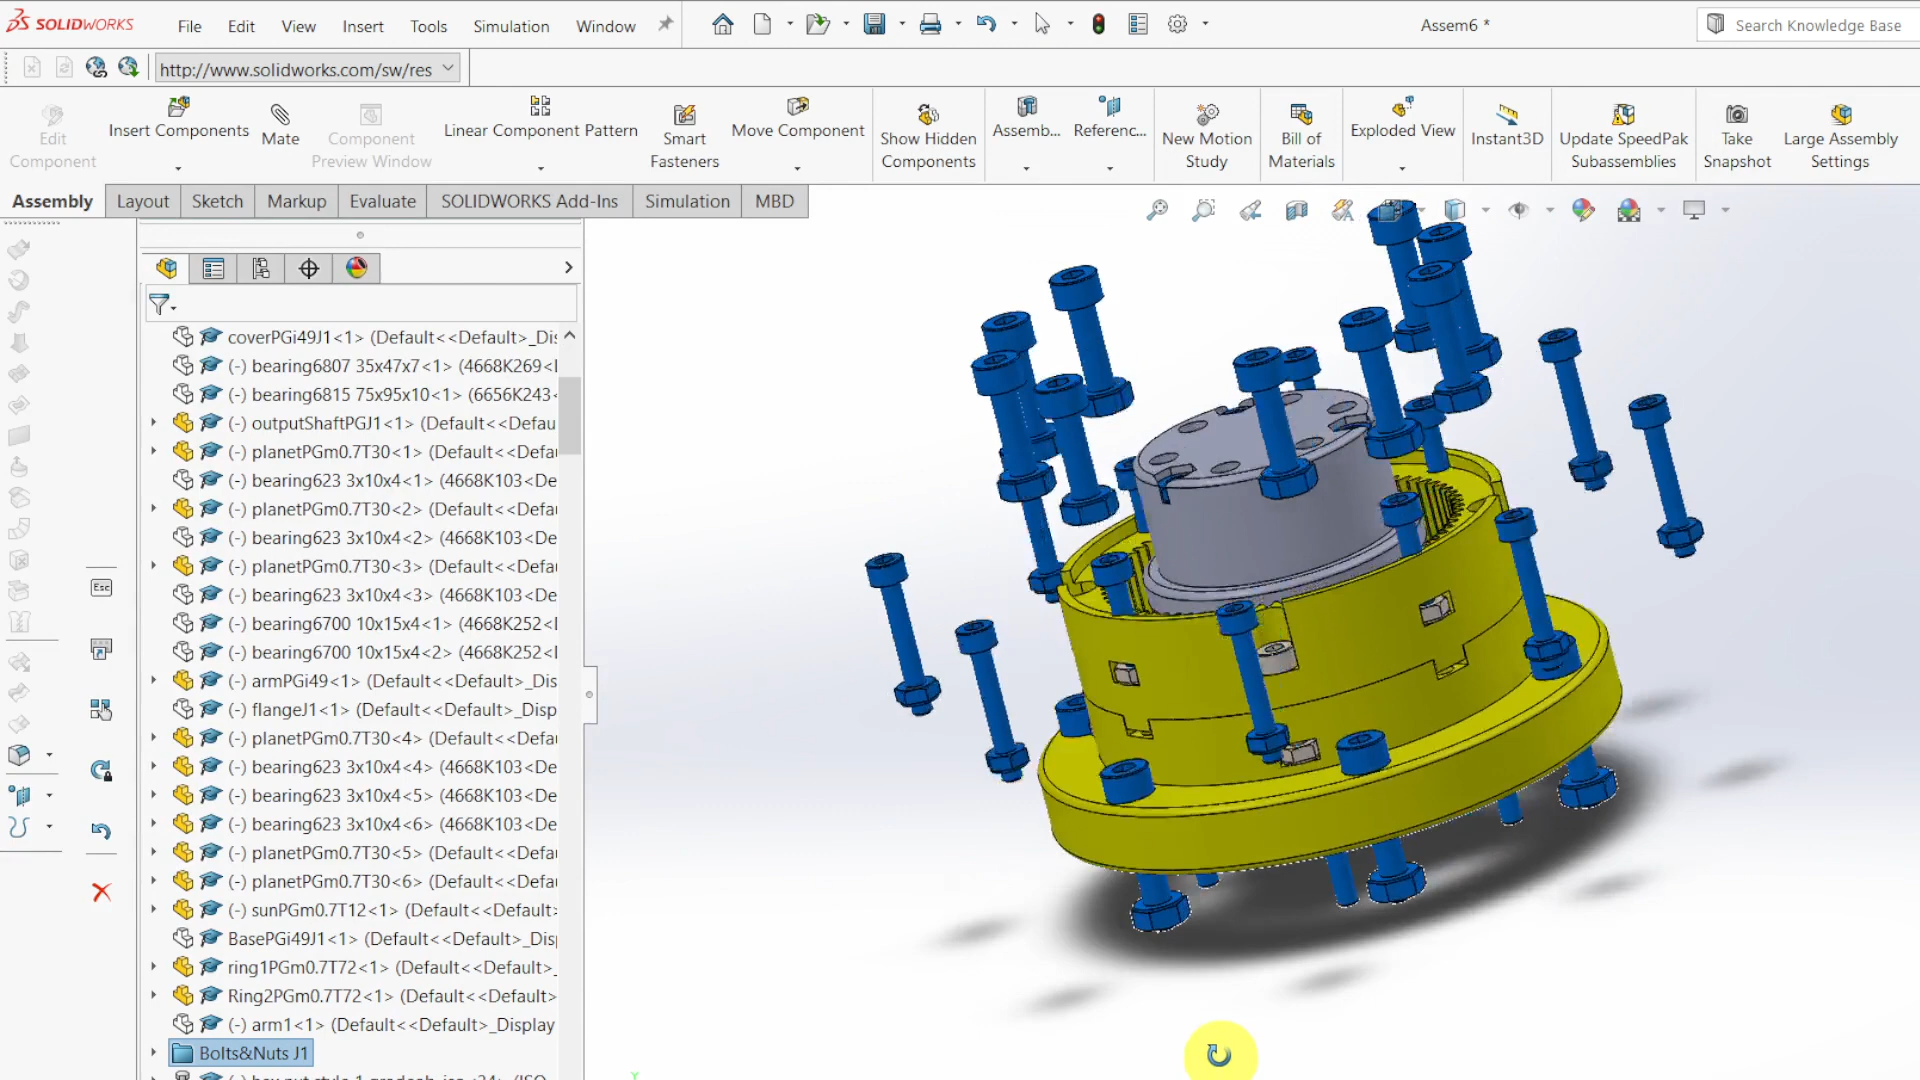 SOLIDWORKS File Edit View Insert Tools Simulation Window Assem6 * Search Knowledge Base
http://www.solidworks.com/sw/res
Edit Component
Insert Components
Mate
Component Preview Window
Linear Component Pattern
Smart Fasteners
Move Component
Show Hidden Components
Assemb...
Referenc...
New Motion Study
Bill of Materials
Exploded View
Instant3D
Update SpeedPak Subassemblies
Take Snapshot
Large Assembly Settings
Assembly Layout Sketch Markup Evaluate SOLIDWORKS Add-Ins Simulation MBD
coverPGi49J1<1> (Default<<Default>_Dis
(-) bearing6807 35x47x7<1> (4668K269<
(-) bearing6815 75x95x10<1> (6656K243<
(-) outputShaftPGJ1<1> (Default<<Defau
(-) planetPGm0.7T30<1> (Default<<Defa
(-) bearing623 3x10x4<1> (4668K103<De
(-) planetPGm0.7T30<2> (Default<<Defa
(-) bearing623 3x10x4<2> (4668K103<De
(-) planetPGm0.7T30<3> (Default<<Defa
(-) bearing623 3x10x4<3> (4668K103<De
(-) bearing6700 10x15x4<1> (4668K252<
(-) bearing6700 10x15x4<2> (4668K252<
(-) armPGi49<1> (Default<<Default>_Dis
(-) flangeJ1<1> (Default<<Default>_Disp
(-) planetPGm0.7T30<4> (Default<<Defa
(-) bearing623 3x10x4<4> (4668K103<De
(-) bearing623 3x10x4<5> (4668K103<De
(-) bearing623 3x10x4<6> (4668K103<De
(-) planetPGm0.7T30<5> (Default<<Defa
(-) planetPGm0.7T30<6> (Default<<Defa
(-) sunPGm0.7T12<1> (Default<<Default>
BasePGi49J1<1> (Default<<Default>_Dis
ring1PGm0.7T72<1> (Default<<Default>_
Ring2PGm0.7T72<1> (Default<<Default>
(-) arm1<1> (Default<<Default>_Display
Bolts&Nuts J1
Esc